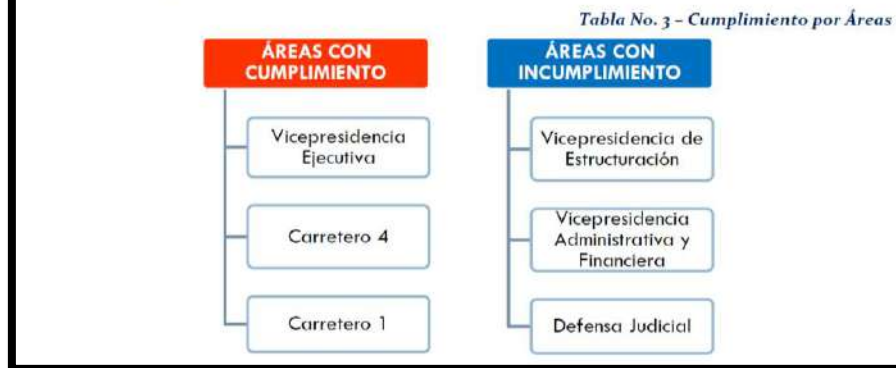 Tabla No. 3 – Cumplimiento por Áreas
ÁREAS CON
CUMPLIMIENTO
Vicepresidencia
Ejecutiva
Carretero 4
Carretero 1
ÁREAS CON
INCUMPLIMIENTO
Vicepresidencia de
Estructuración
Vicepresidencia
Administrativa y
Financiera
Defensa Judicial